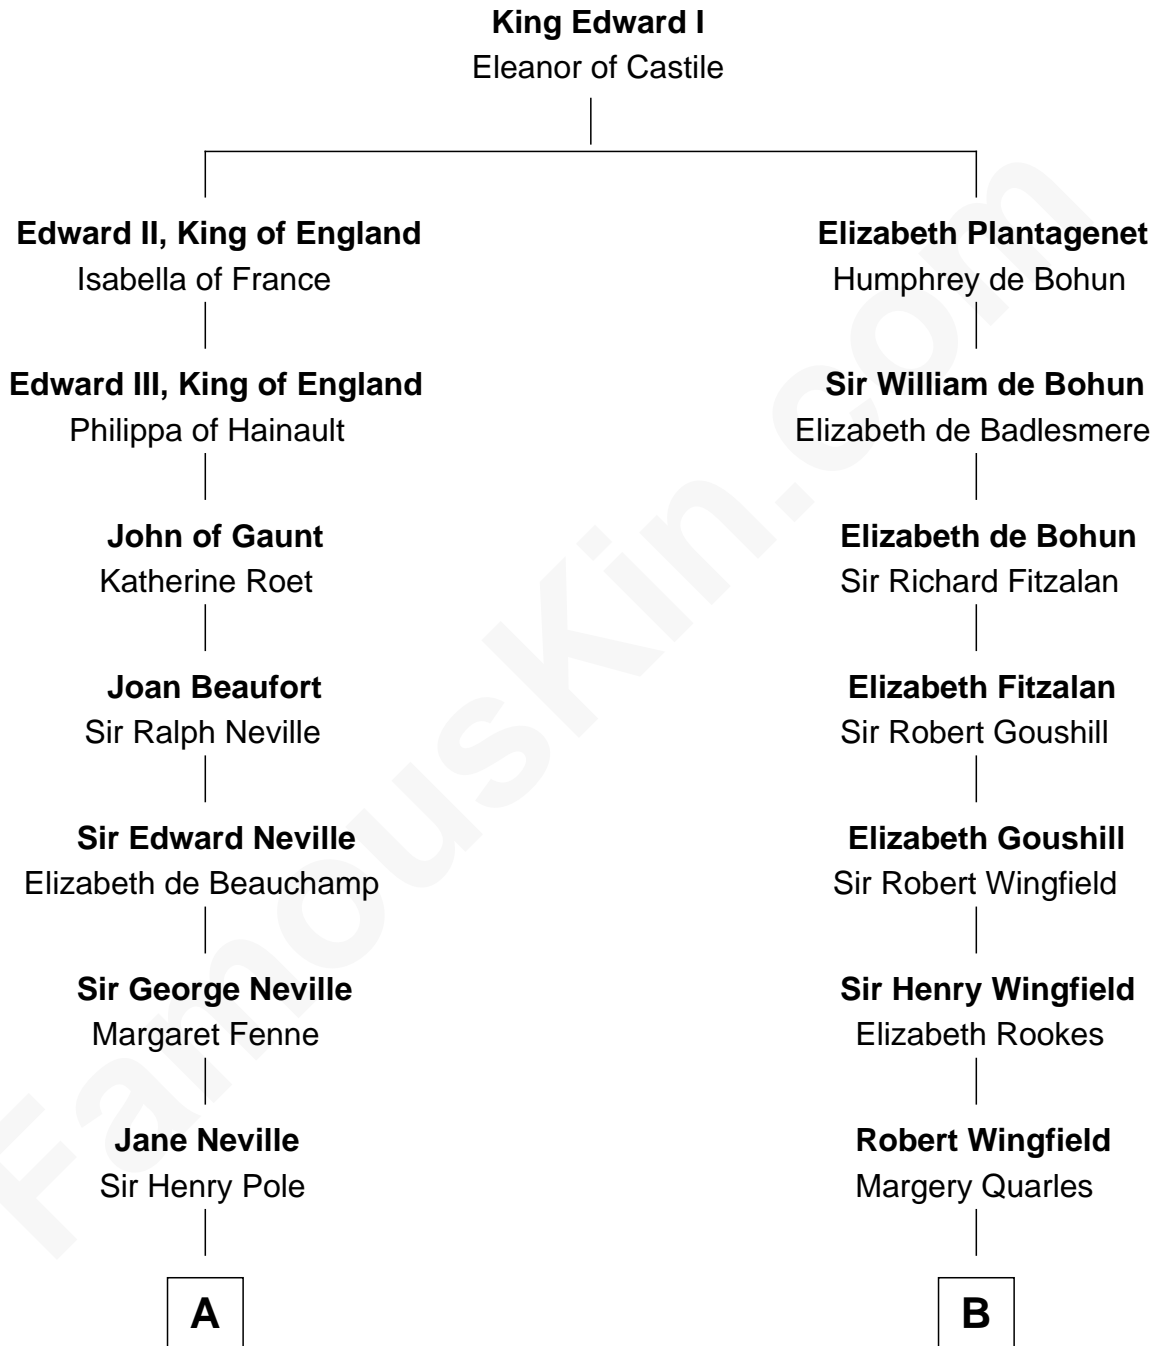 King Edward I
Eleanor of Castile
Edward II, King of England
Isabella of France
Elizabeth Plantagenet
Humphrey de Bohun
Edward III, King of England
Philippa of Hainault
Sir William de Bohun
Elizabeth de Badlesmere
John of Gaunt
Katherine Roet
Elizabeth de Bohun
Sir Richard Fitzalan
Joan Beaufort
Sir Ralph Neville
Elizabeth Fitzalan
Sir Robert Goushill
Sir Edward Neville
Elizabeth de Beauchamp
Elizabeth Goushill
Sir Robert Wingfield
Sir George Neville
Margaret Fenne
Sir Henry Wingfield
Elizabeth Rookes
Jane Neville
Sir Henry Pole
Robert Wingfield
Margery Quarles
A
B
FamousKin.com